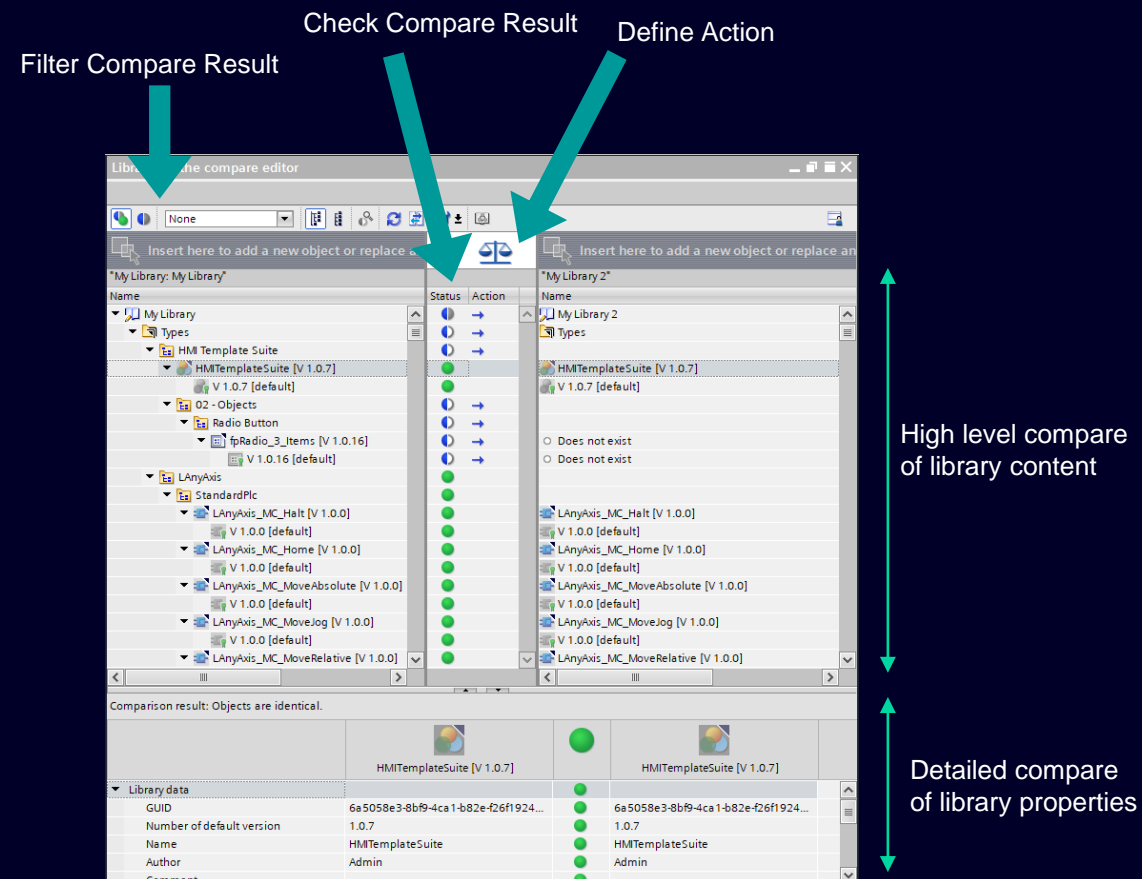 Check Compare Result
Define Action
Filter Compare Result
he compare editor
None
Insert here to add a new object or replace
Insert here to add a new object or replace an
"My Library: My Library"
"My Library 2"
Name
Status Action
Name
My Library
My Library 2
Types
Types
HMI Template Suite
HMITemplateSuite [V 1.0.7]
HMITemplateSuite [V 1.0.7]
V 1.0.7 [default]
V 1.0.7 [default]
02 - Objects
Radio Button
fpRadio_3_Items [V 1.0.16]
Does not exist
V 1.0.16 [default]
Does not exist
LAnyAxis
StandardPlc
LAnyAxis_MC_Halt [V 1.0.0]
LAnyAxis_MC_Halt [V 1.0.0]
V 1.0.0 [default]
V 1.0.0 [default]
LAnyAxis_MC_Home [V 1.0.0]
LAnyAxis_MC_Home [V 1.0.0]
V 1.0.0 [default]
V 1.0.0 [default]
LAnyAxis_MC_MoveAbsolute [V 1.0.0]
LAnyAxis_MC_MoveAbsolute [V 1.0.0]
V 1.0.0 [default]
V 1.0.0 [default]
LAnyAxis_MC_MoveJog [V 1.0.0]
LAnyAxis_MC_MoveJog [V 1.0.0]
V 1.0.0 [default]
V 1.0.0 [default]
LAnyAxis_MC_MoveRelative [V 1.0.0]
LAnyAxis_MC_MoveRelative [V 1.0.0]
High level compare
of library content
Comparison result: Objects are identical.
HMITemplateSuite [V 1.0.7]
HMITemplateSuite [V 1.0.7]
Library data
GUID 6a5058e3-8bf9-4ca1-b82e-f26f1924... 6a5058e3-8bf9-4ca1-b82e-f26f1924...
Number of default version 1.0.7 1.0.7
Name HMITemplateSuite HMITemplateSuite
Author Admin Admin
Detailed compare
of library properties